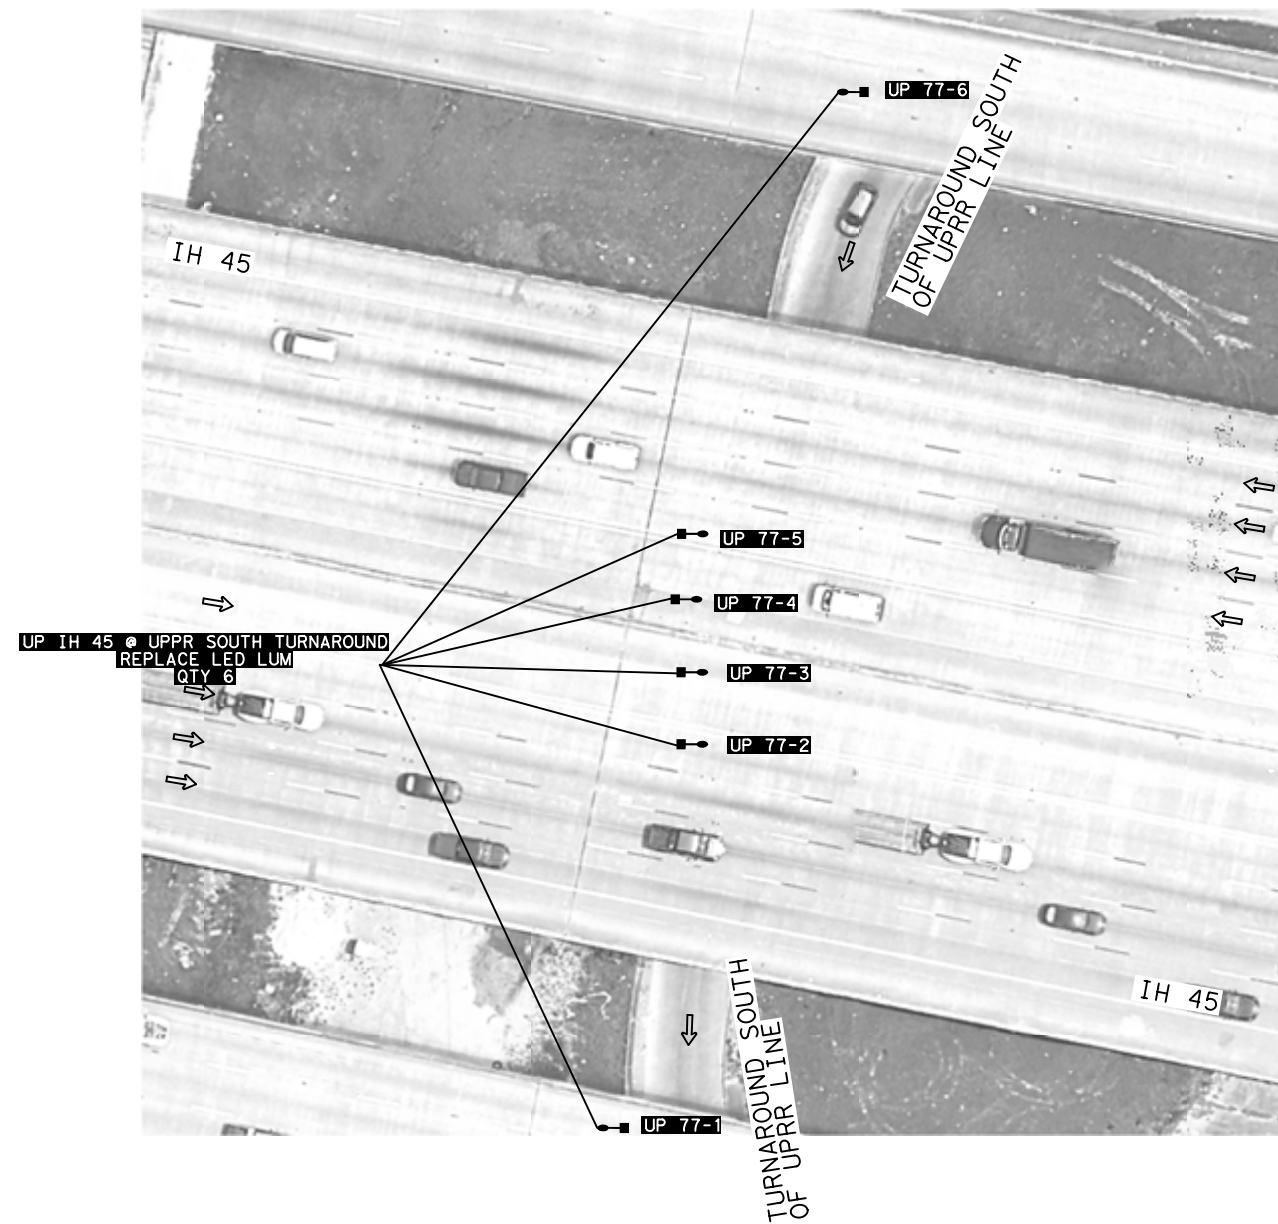 UP 77-6
TURNAROUND SOUTH
OF UPRR LINE
IH 45
UP 77-5
UP 77-4
UP IH 45 @ UPPR SOUTH TURNAROUND
REPLACE LED LUM
QTY 6
UP 77-3
UP 77-2
IH 45
TURNAROUND SOUTH
OF UPRR LINE
UP 77-1